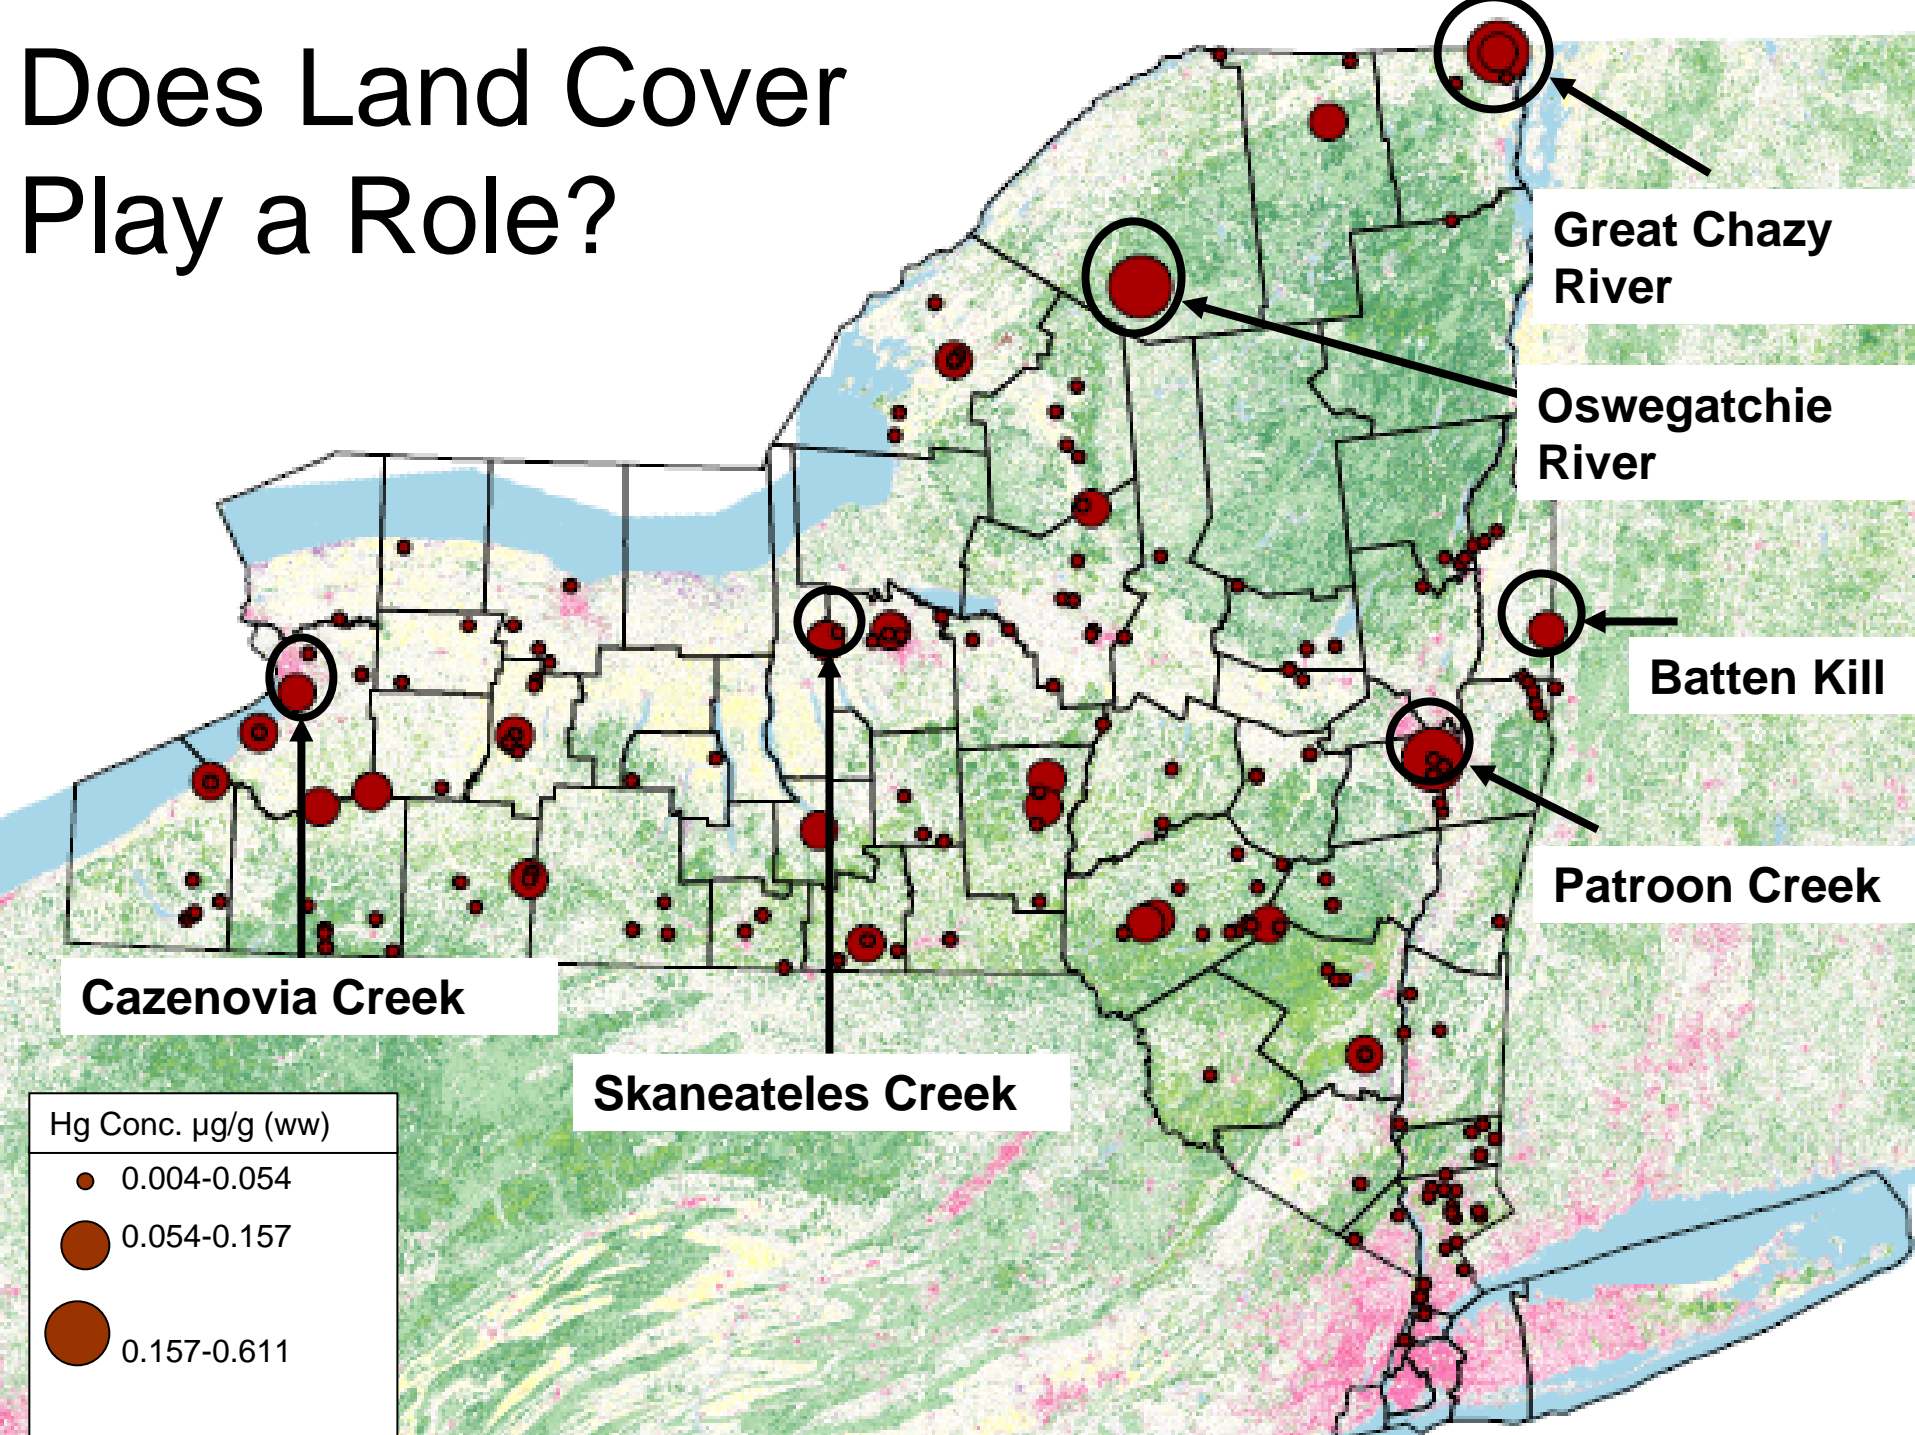 Does Land Cover
Play a Role?
Great Chazy
River
Oswegatchie
River
Batten Kill
Patroon Creek
Cazenovia Creek
Skaneateles Creek
Hg Conc. µg/g (ww)
0.004-0.054
0.054-0.157
0.157-0.611